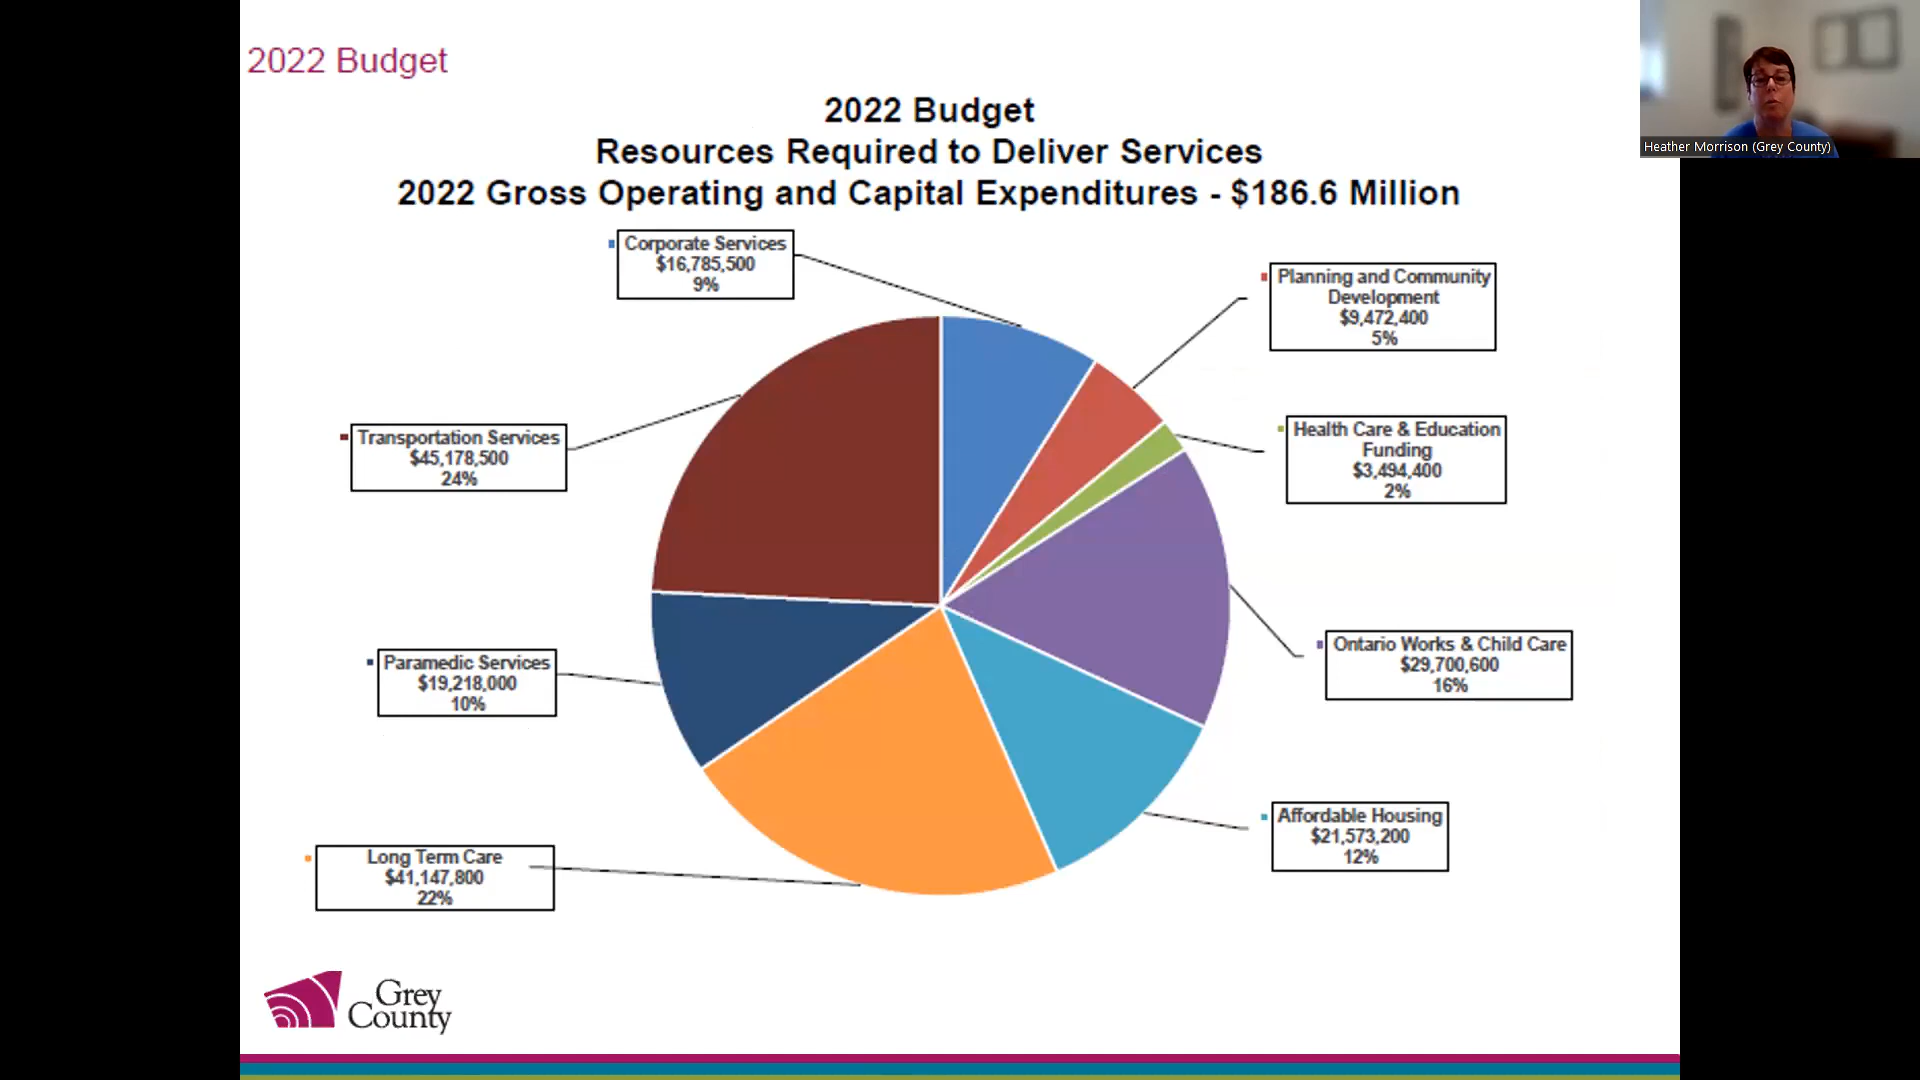 2022 Budget
Heather Morrison (Grey County)
2022 Budget
Resources Required to Deliver Services
2022 Gross Operating and Capital Expenditures - $186.6 Million
Corporate Services
$16,785,500
9%
Planning and Community
Development
$9,472,400
5%
Health Care & Education
Funding
$3,494,400
2%
Transportation Services
$45,178,500
24%
Ontario Works & Child Care
$29,700,600
16%
Paramedic Services
$19,218,000
10%
Affordable Housing
$21,573,200
12%
Long Term Care
$41,147,800
22%
Grey
County